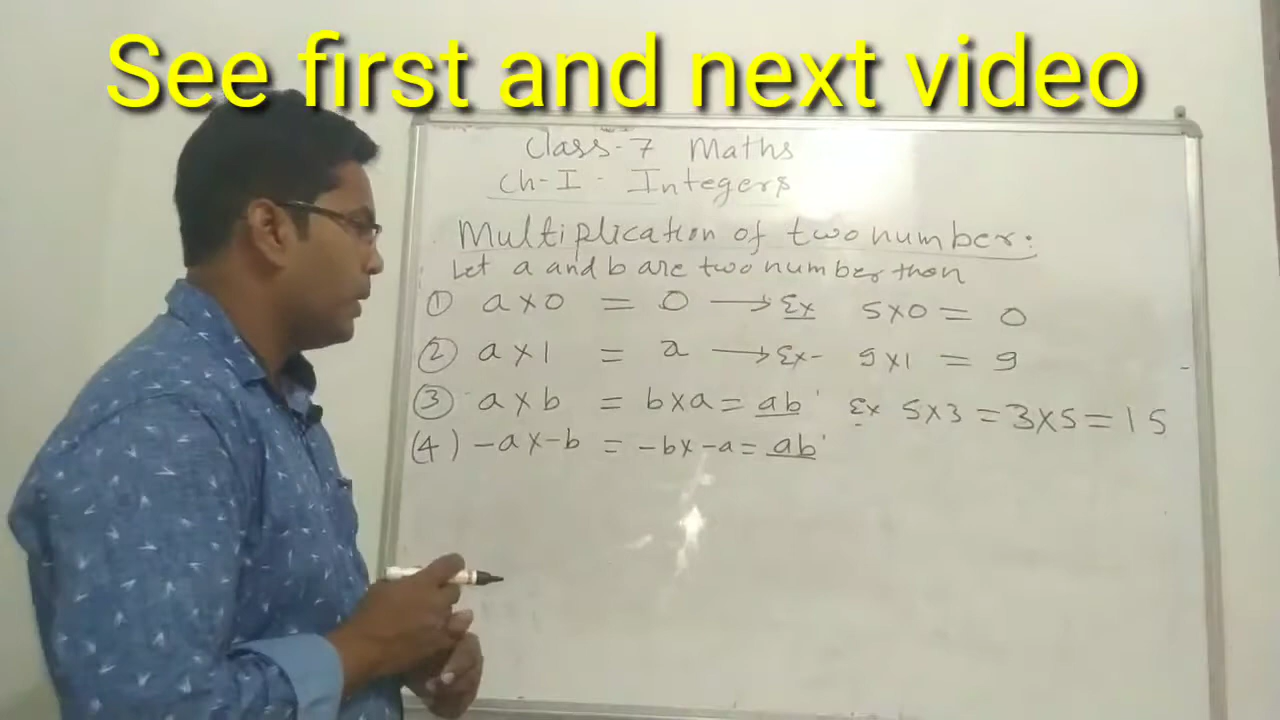 See first and next video
Class-7 Maths
Ch-I - Integers
Multiplication of two number:
Let a and b are two number then
① a x 0 = 0 → Ex 5 x 0 = 0
② a x 1 = a → Ex- 9 x 1 = 9
③ a x b = b x a = ab Ex 5 x 3 = 3 x 5 = 15
(4) -a x -b = -b x -a = ab